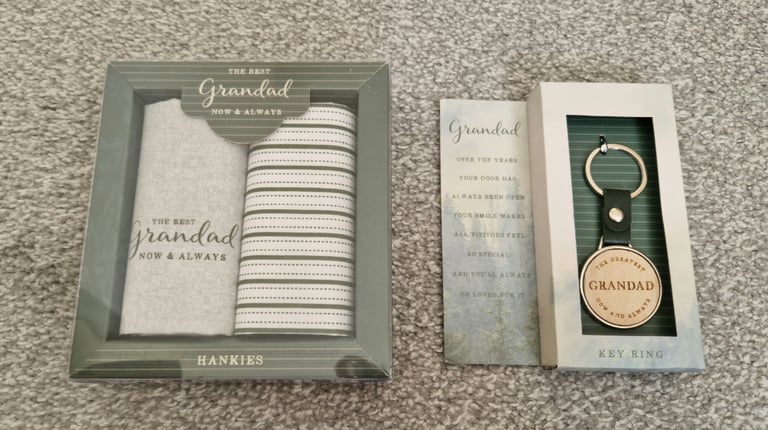 THE BEST
Grandad
NOW & ALWAYS
THE BEST
Grandad
NOW & ALWAYS
HANKIES
Grandad
OVER THE YEARS
YOUR DOOR HAS
ALWAYS BEEN OPEN
YOUR SMILE MAKES
ALL VISITORS FEEL
SO SPECIAL-
AND YOU'LL ALWAYS
BE LOVED FOR IT
THE GREATEST
GRANDAD
NOW AND ALWAYS
KEY RING